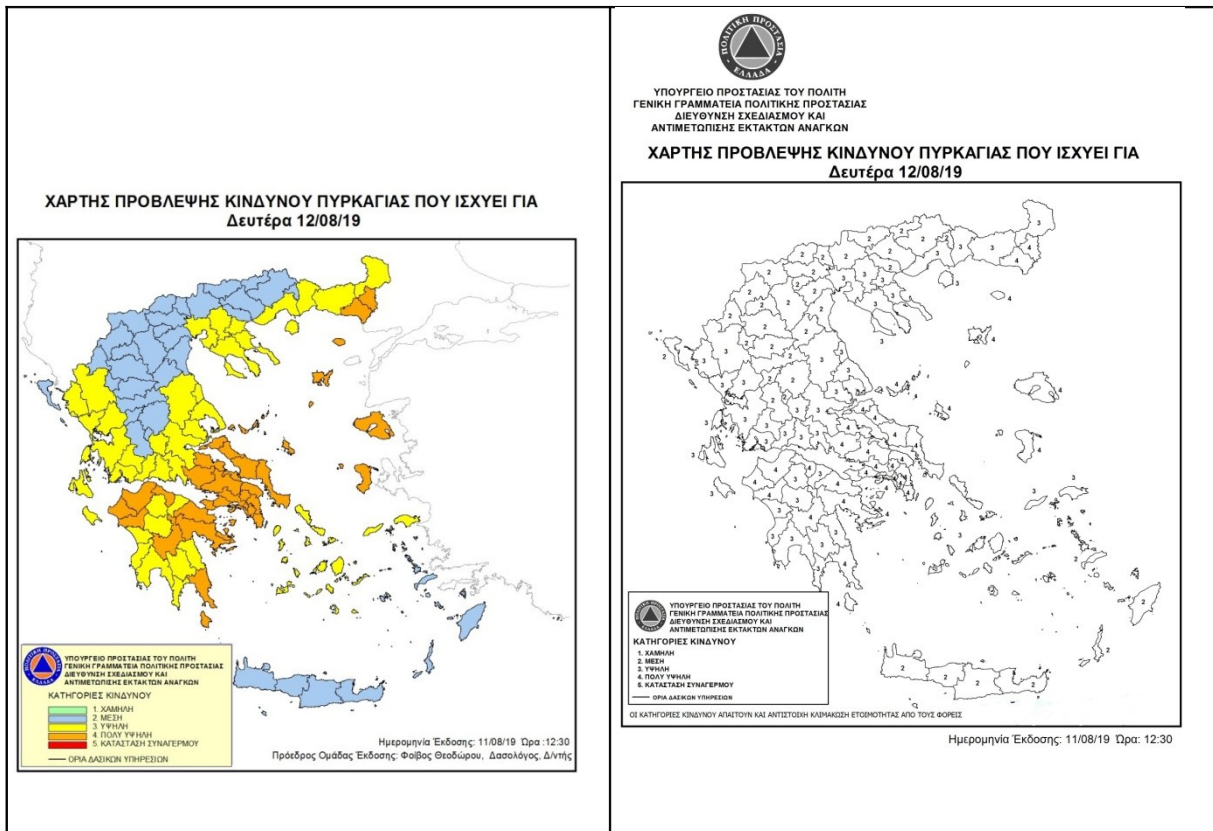 ΧΑΡΤΗΣ ΠΡΟΒΛΕΨΗΣ ΚΙΝΔΥΝΟΥ ΠΥΡΚΑΓΙΑΣ ΠΟΥ ΙΣΧΥΕΙ ΓΙΑ
Δευτέρα 12/08/19
ΥΠΟΥΡΓΕΙΟ ΠΡΟΣΤΑΣΙΑΣ ΤΟΥ ΠΟΛΙΤΗ
ΓΕΝΙΚΗ ΓΡΑΜΜΑΤΕΙΑ ΠΟΛΙΤΙΚΗΣ ΠΡΟΣΤΑΣΙΑΣ
ΔΙΕΥΘΥΝΣΗ ΣΧΕΔΙΑΣΜΟΥ ΚΑΙ
ΑΝΤΙΜΕΤΩΠΙΣΗΣ ΕΚΤΑΚΤΩΝ ΑΝΑΓΚΩΝ
ΚΑΤΗΓΟΡΙΕΣ ΚΙΝΔΥΝΟΥ
1. ΧΑΜΗΛΗ
2. ΜΕΣΗ
3. ΥΨΗΛΗ
4. ΠΟΛΥ ΥΨΗΛΗ
5. ΚΑΤΑΣΤΑΣΗ ΣΥΝΑΓΕΡΜΟΥ
ΟΡΙΑ ΔΑΣΙΚΩΝ ΥΠΗΡΕΣΙΩΝ
Ημερομηνία Έκδοσης: 11/08/19 Ώρα :12:30
Πρόεδρος Ομάδας Έκδοσης: Φοίβος Θεοδώρου, Δασολόγος, Δ/ντής
ΠΟΛΙΤΙΚΗ ΠΡΟΣΤΑΣΙΑ
ΕΛΛΑΔΑ
ΥΠΟΥΡΓΕΙΟ ΠΡΟΣΤΑΣΙΑΣ ΤΟΥ ΠΟΛΙΤΗ
ΓΕΝΙΚΗ ΓΡΑΜΜΑΤΕΙΑ ΠΟΛΙΤΙΚΗΣ ΠΡΟΣΤΑΣΙΑΣ
ΔΙΕΥΘΥΝΣΗ ΣΧΕΔΙΑΣΜΟΥ ΚΑΙ
ΑΝΤΙΜΕΤΩΠΙΣΗΣ ΕΚΤΑΚΤΩΝ ΑΝΑΓΚΩΝ
ΧΑΡΤΗΣ ΠΡΟΒΛΕΨΗΣ ΚΙΝΔΥΝΟΥ ΠΥΡΚΑΓΙΑΣ ΠΟΥ ΙΣΧΥΕΙ ΓΙΑ
Δευτέρα 12/08/19
ΥΠΟΥΡΓΕΙΟ ΠΡΟΣΤΑΣΙΑΣ ΤΟΥ ΠΟΛΙΤΗ
ΓΕΝΙΚΗ ΓΡΑΜΜΑΤΕΙΑ ΠΟΛΙΤΙΚΗΣ ΠΡΟΣΤΑΣΙΑΣ
ΔΙΕΥΘΥΝΣΗ ΣΧΕΔΙΑΣΜΟΥ ΚΑΙ
ΑΝΤΙΜΕΤΩΠΙΣΗΣ ΕΚΤΑΚΤΩΝ ΑΝΑΓΚΩΝ
ΚΑΤΗΓΟΡΙΕΣ ΚΙΝΔΥΝΟΥ
1. ΧΑΜΗΛΗ
2. ΜΕΣΗ
3. ΥΨΗΛΗ
4. ΠΟΛΥ ΥΨΗΛΗ
5. ΚΑΤΑΣΤΑΣΗ ΣΥΝΑΓΕΡΜΟΥ
ΟΡΙΑ ΔΑΣΙΚΩΝ ΥΠΗΡΕΣΙΩΝ
ΟΙ ΚΑΤΗΓΟΡΙΕΣ ΚΙΝΔΥΝΟΥ ΑΠΑΙΤΟΥΝ ΚΑΙ ΑΝΤΙΣΤΟΙΧΗ ΚΛΙΜΑΚΩΣΗ ΕΤΟΙΜΟΤΗΤΑΣ ΑΠΟ ΤΟΥΣ ΦΟΡΕΙΣ
Ημερομηνία Έκδοσης: 11/08/19 Ώρα: 12:30